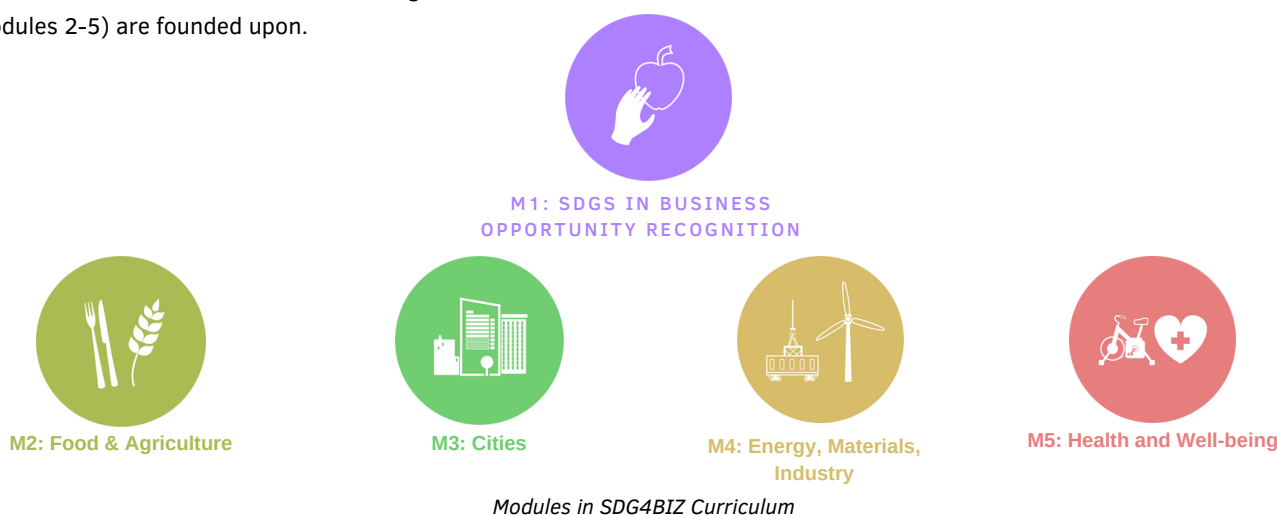 (Modules 2-5) are founded upon.
M1: SDGS IN BUSINESS
OPPORTUNITY RECOGNITION
M2: Food & Agriculture
M3: Cities
M4: Energy, Materials,
Industry
M5: Health and Well-being
Modules in SDG4BIZ Curriculum